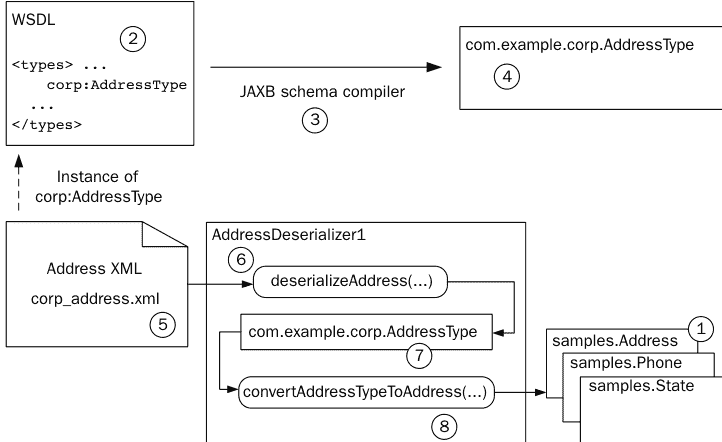 WSDL
2
<types> ...
corp:AddressType
...
</types>
JAXB schema compiler
3
com.example.corp.AddressType
4
Instance of
corp:AddressType
Address XML
corp_address.xml
5
AddressDeserializer1
6
deserializeAddress(...)
com.example.corp.AddressType
7
convertAddressTypeToAddress(...)
8
1
samples.Address
samples.Phone
samples.State